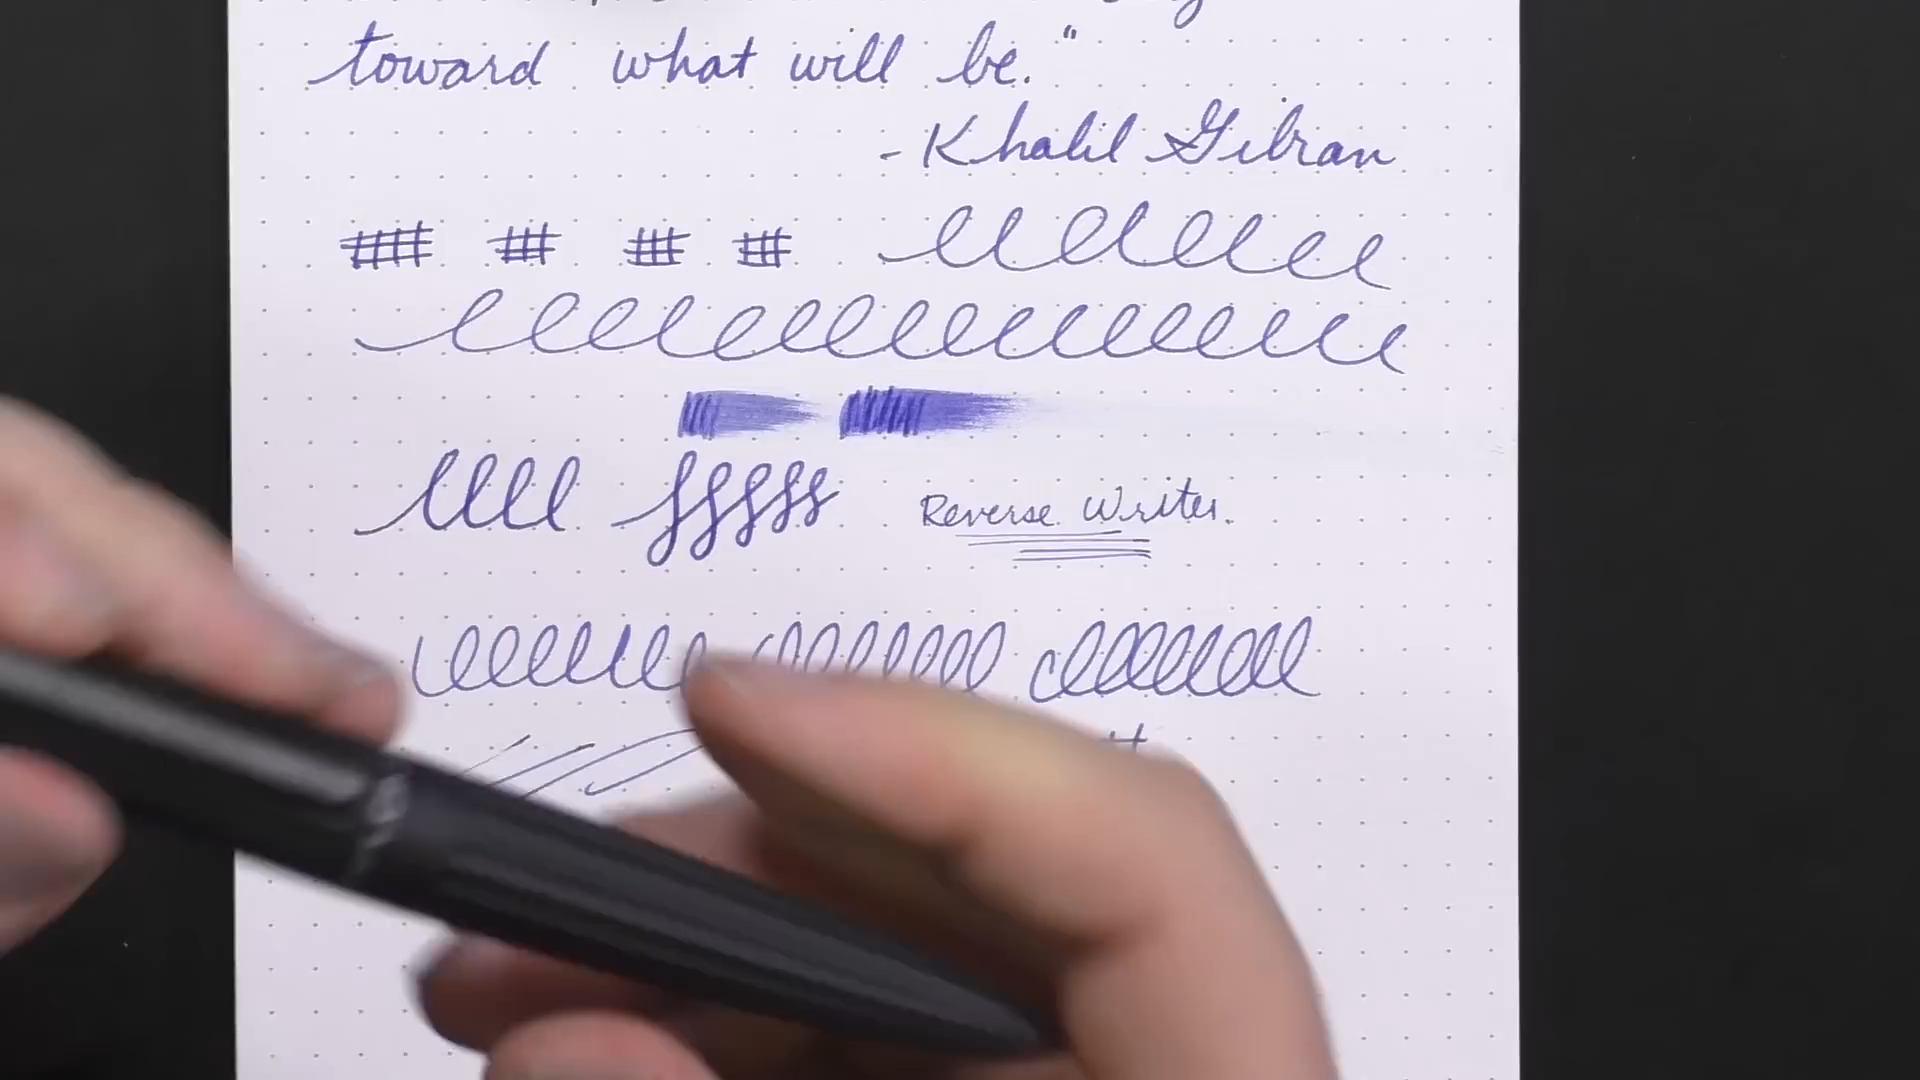 toward what will be."
- Khalil Gibran
Reverse Writer.